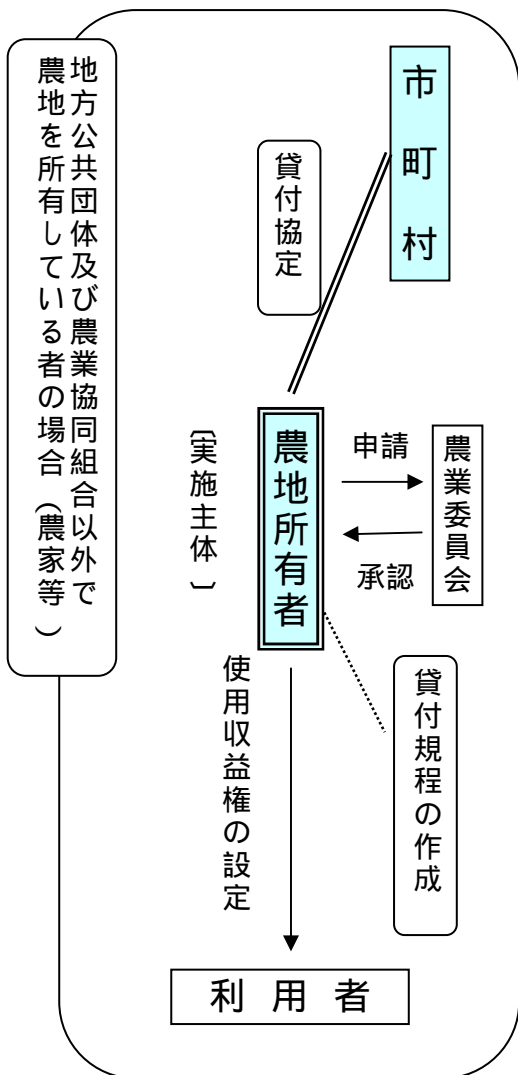 地方公共団体及び農業協同組合以外で
農地を所有している者の場合（農家等）
市町村
貸付協定
〔実施主体〕
農地所有者
申請
承認
農業委員会
使用収益権の設定
貸付規程の作成
利用者